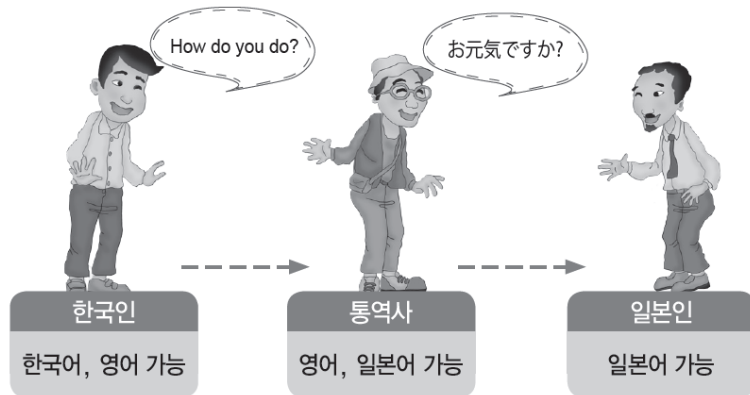 How do you do?
お元気ですか?
한국인
한국어, 영어 가능
통역사
영어, 일본어 가능
일본인
일본어 가능